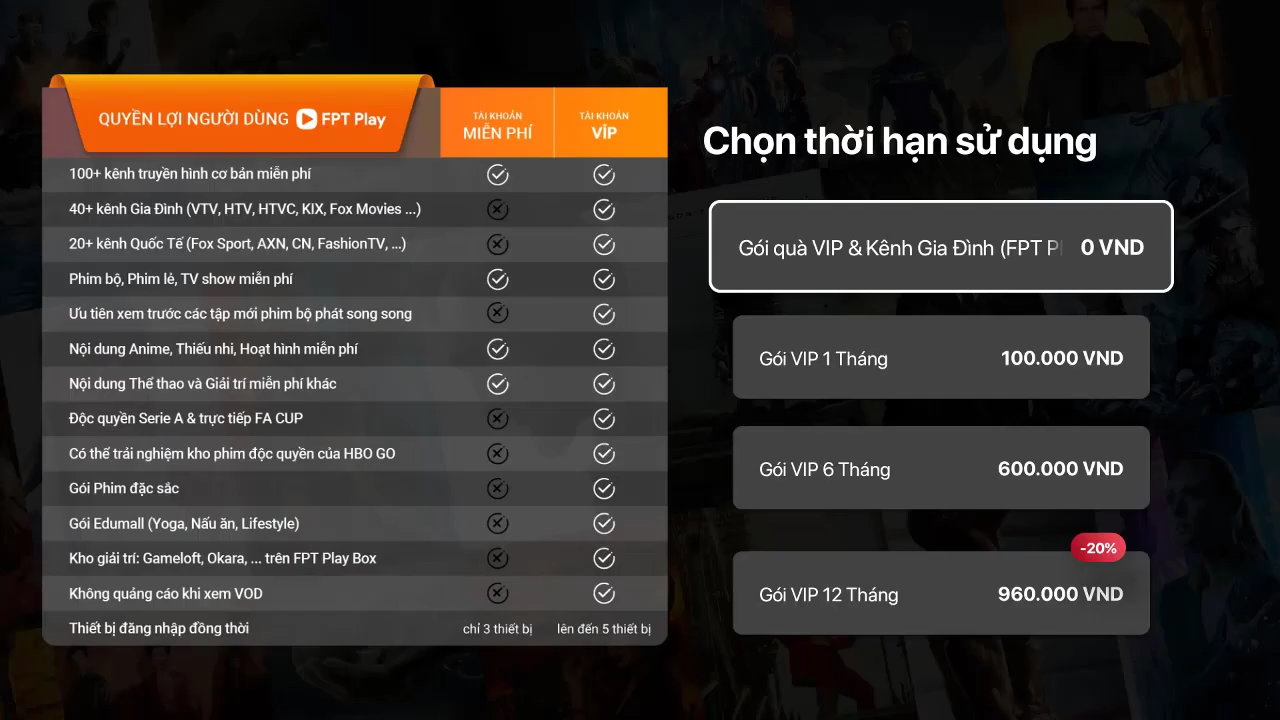 QUYỀN LỢI NGƯỜI DÙNG FPT Play
TÀI KHOẢN MIỄN PHÍ
TÀI KHOẢN VIP
100+ kênh truyền hình cơ bản miễn phí
40+ kênh Gia Đình (VTV, HTV, HTVC, KIX, Fox Movies ...)
20+ kênh Quốc Tế (Fox Sport, AXN, CN, FashionTV, ...)
Phim bộ, Phim lẻ, TV show miễn phí
Ưu tiên xem trước các tập mới phim bộ phát song song
Nội dung Anime, Thiếu nhi, Hoạt hình miễn phí
Nội dung Thể thao và Giải trí miễn phí khác
Độc quyền Serie A & trực tiếp FA CUP
Có thể trải nghiệm kho phim độc quyền của HBO GO
Gói Phim đặc sắc
Gói Edumall (Yoga, Nấu ăn, Lifestyle)
Kho giải trí: Gameloft, Okara, ... trên FPT Play Box
Không quảng cáo khi xem VOD
Thiết bị đăng nhập đồng thời chỉ 3 thiết bị lên đến 5 thiết bị
Chọn thời hạn sử dụng
Gói quà VIP & Kênh Gia Đình (FPT Pl 0 VND
Gói VIP 1 Tháng 100.000 VND
Gói VIP 6 Tháng 600.000 VND
-20%
Gói VIP 12 Tháng 960.000 VND